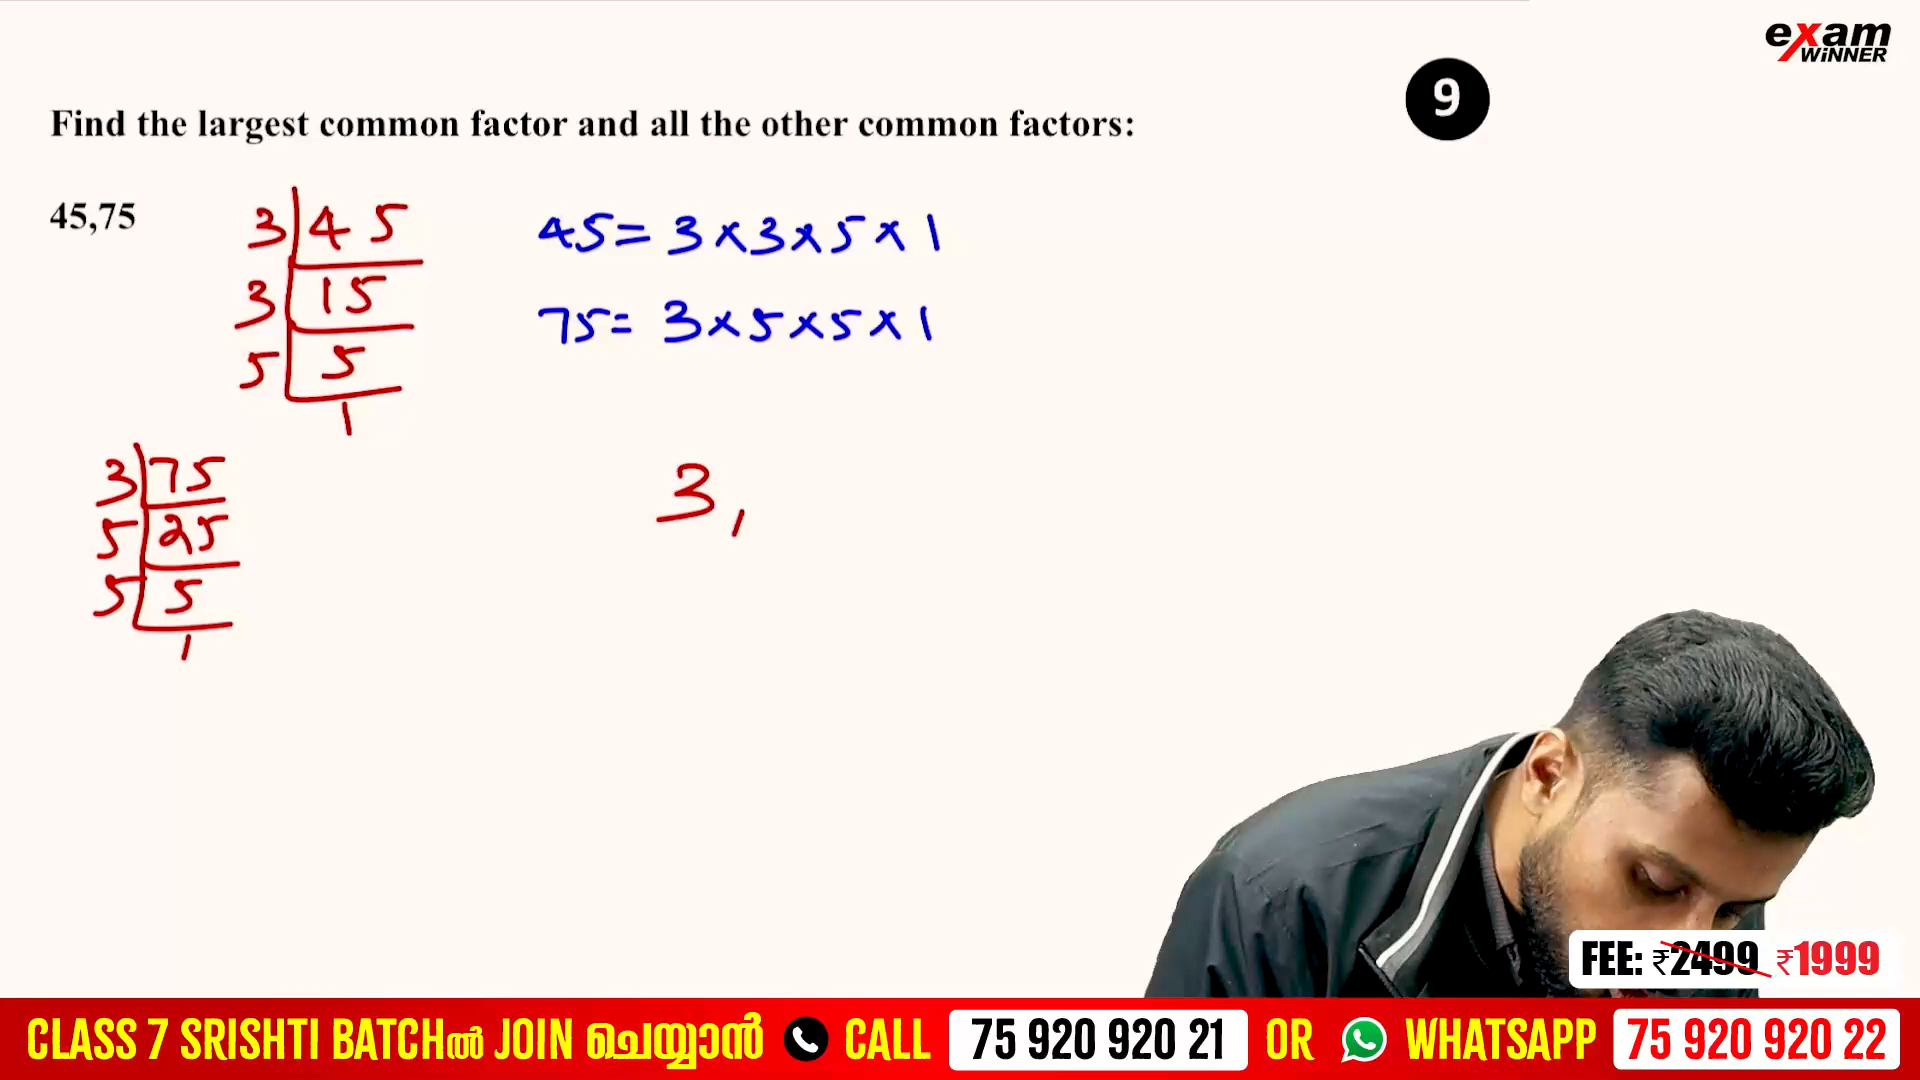 exam
WINNER
9
Find the largest common factor and all the other common factors:
45,75
3 | 45
3 | 15
5 | 5
1
45 = 3 × 3 × 5 × 1
75 = 3 × 5 × 5 × 1
3 | 75
5 | 25
5 | 5
1
3,
FEE: ₹2499 ₹1999
CLASS 7 SRISHTI BATCHൽ JOIN ചെയ്യാൻ CALL 75 920 920 21 OR WHATSAPP 75 920 920 22